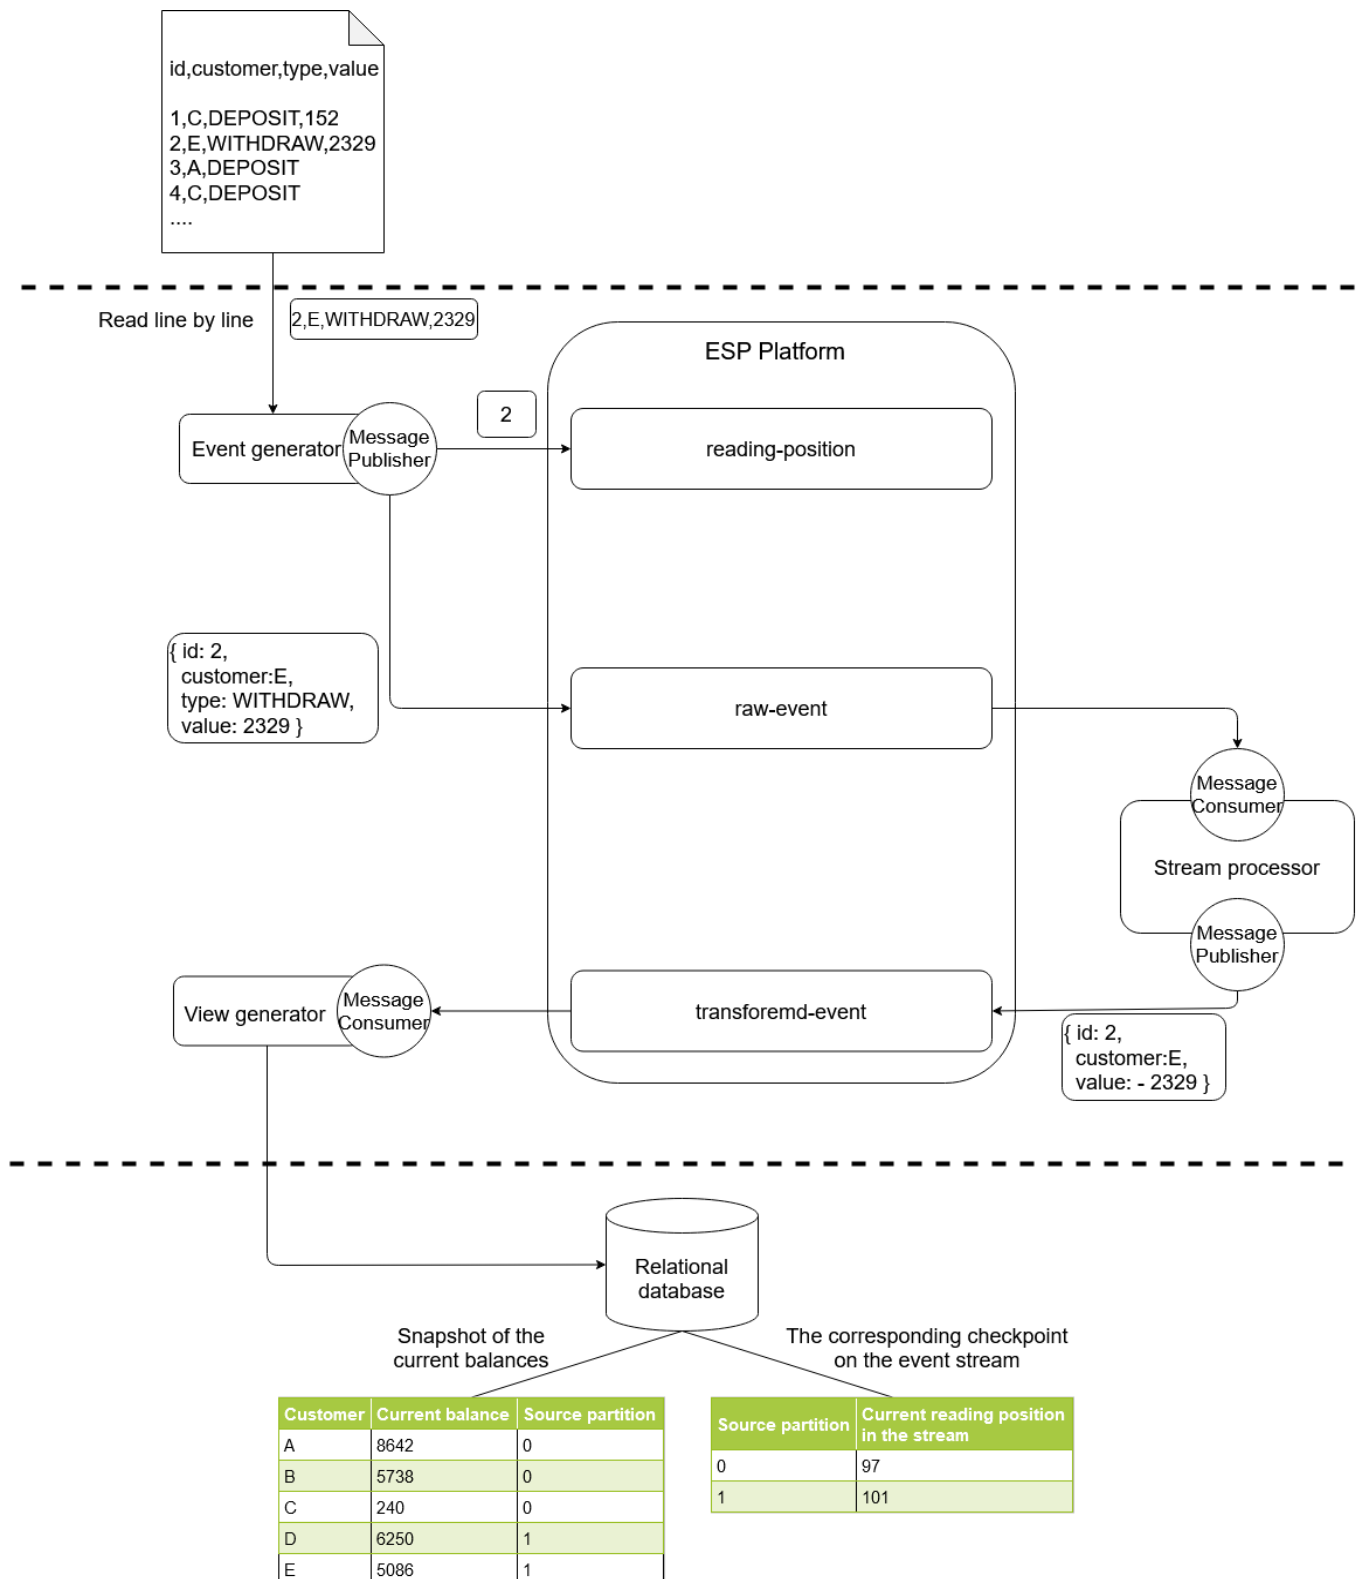 id,customer,type,value
1,C,DEPOSIT,152
2,E,WITHDRAW,2329
3,A,DEPOSIT
4,C,DEPOSIT
....
Read line by line
2,E,WITHDRAW,2329
ESP Platform
2
Event generator
Message
Publisher
reading-position
{ id: 2,
customer:E,
type: WITHDRAW,
value: 2329 }
raw-event
Message
Consumer
Stream processor
Message
Publisher
View generator
Message
Consumer
transforemd-event
{ id: 2,
customer:E,
value: - 2329 }
Relational
database
Snapshot of the
current balances
The corresponding checkpoint
on the event stream
Customer Current balance Source partition
A 8642 0
B 5738 0
C 240 0
D 6250 1
E 5086 1
Source partition Current reading position
in the stream
0 97
1 101